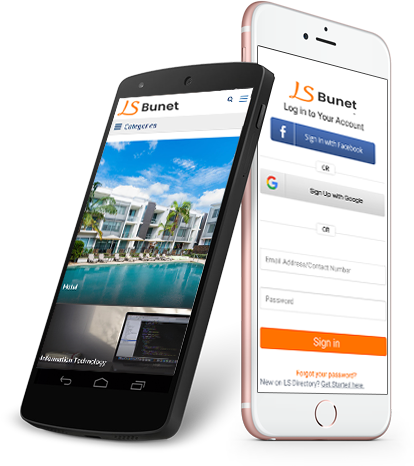 LS Bunet
Categories
Hotel
Information Technology
LS Bunet
Log in to Your Account
f Sign in with Facebook
OR
G Sign Up with Google
OR
Email Address/Contact Number
Password
Sign in
Forgot your password?
New on LS Directory? Get Started here.